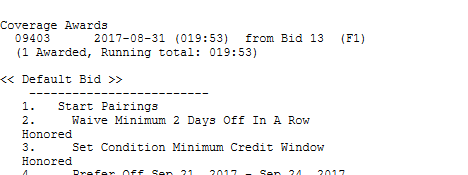 Coverage Awards
09403 2017-08-31 (019:53) from Bid 13 (F1)
(1 Awarded, Running total: 019:53)
<< Default Bid >>
-------------------------
1. Start Pairings
2. Waive Minimum 2 Days Off In A Row
Honored
3. Set Condition Minimum Credit Window
Honored
4. Prefer Off Sep 21, 2017 - Sep 24, 2017